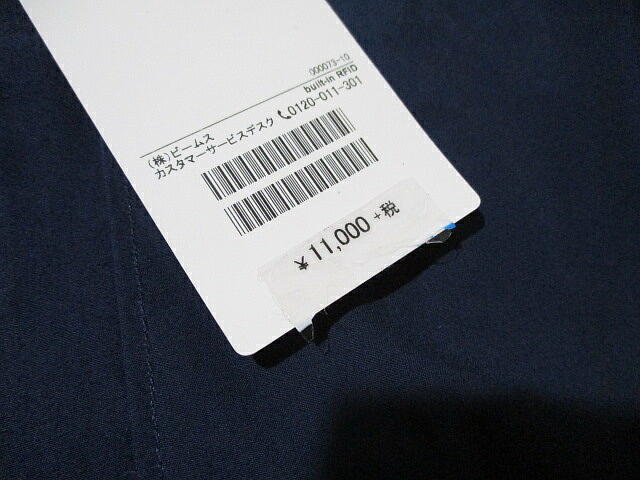 000073-10
built-in RFID
(株)ビームス
カスタマーサービスデスク 📞0120-011-301
¥11,000 +税